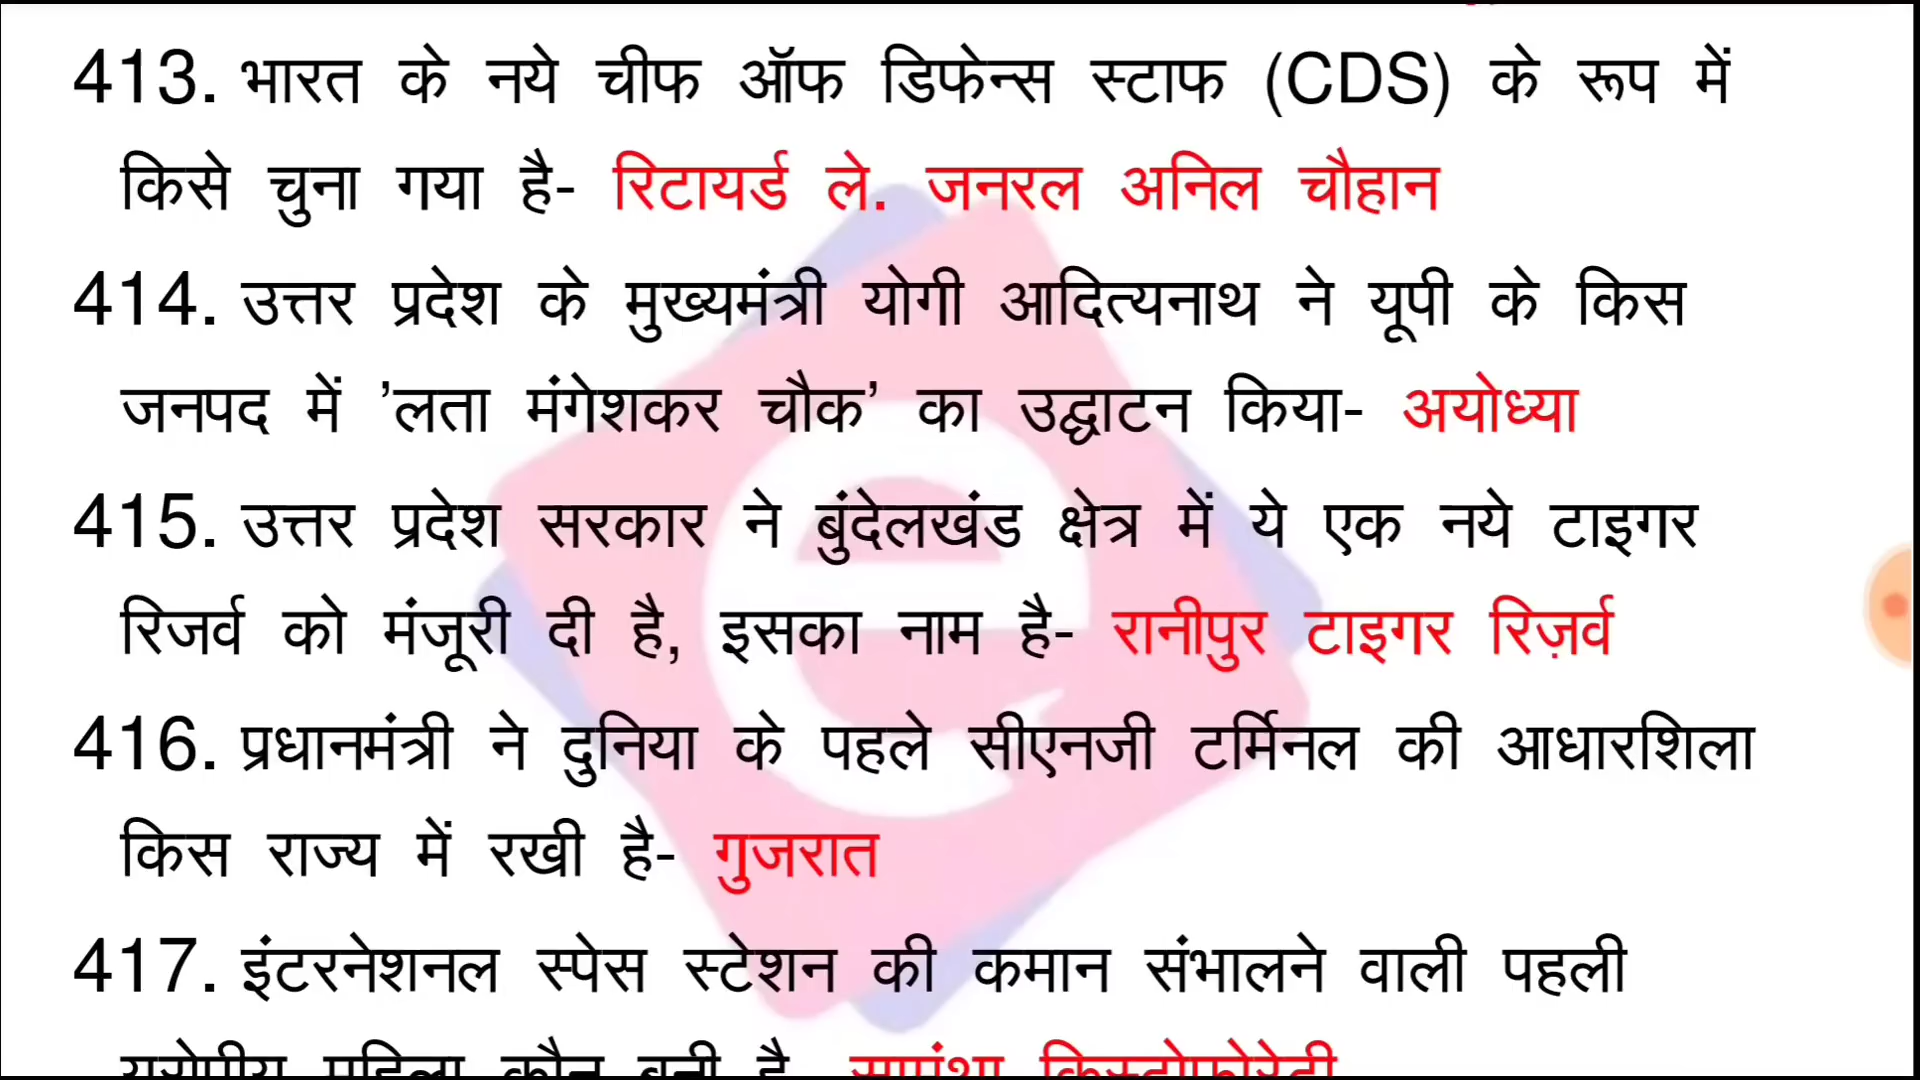 413. भारत के नये चीफ ऑफ डिफेन्स स्टाफ (CDS) के रूप में
किसे चुना गया है- रिटायर्ड ले. जनरल अनिल चौहान
414. उत्तर प्रदेश के मुख्यमंत्री योगी आदित्यनाथ ने यूपी के किस
जनपद में ’लता मंगेशकर चौक’ का उद्घाटन किया- अयोध्या
415. उत्तर प्रदेश सरकार ने बुंदेलखंड क्षेत्र में ये एक नये टाइगर
रिजर्व को मंजूरी दी है, इसका नाम है- रानीपुर टाइगर रिज़र्व
416. प्रधानमंत्री ने दुनिया के पहले सीएनजी टर्मिनल की आधारशिला
किस राज्य में रखी है- गुजरात
417. इंटरनेशनल स्पेस स्टेशन की कमान संभालने वाली पहली
यूरोपीय महिला कौन बनी है